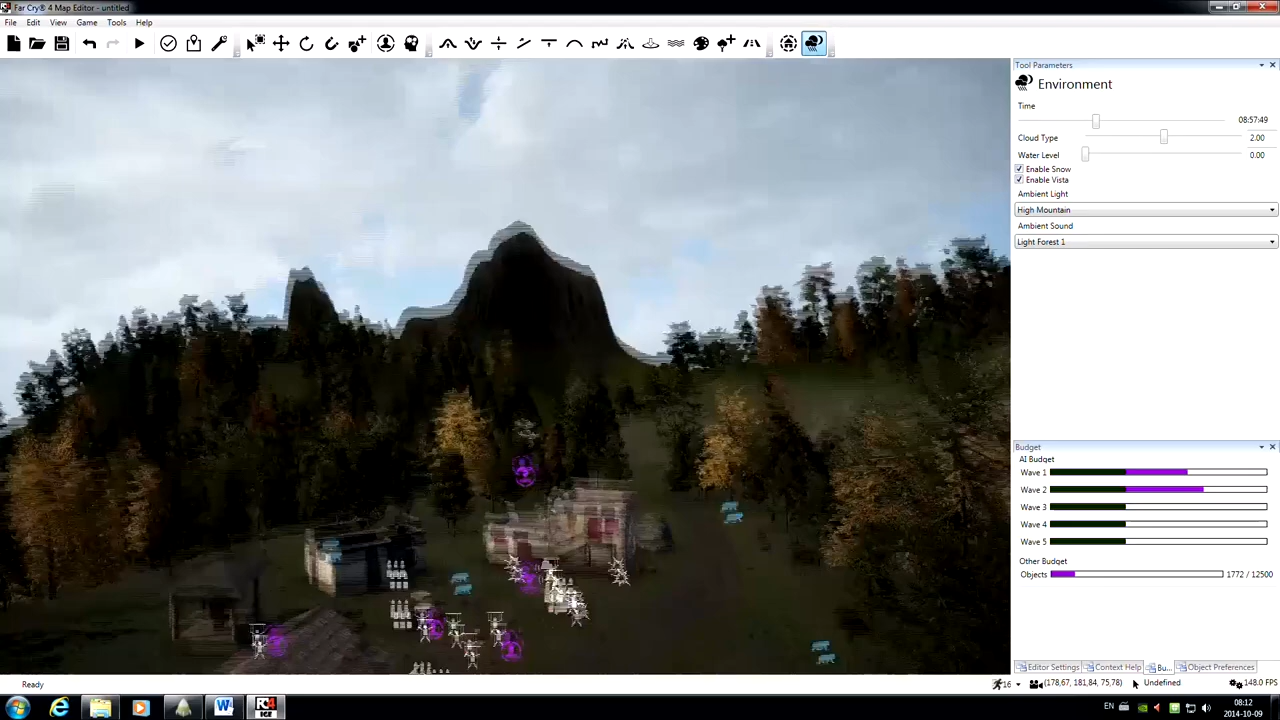 Far Cry® 4 Map Editor - untitled
File Edit View Game Tools Help
Tool Parameters
Environment
Time
08:57:49
Cloud Type 2.00
Water Level 0.00
Enable Snow
Enable Vista
Ambient Light
High Mountain
Ambient Sound
Light Forest 1
Budget
AI Budget
Wave 1
Wave 2
Wave 3
Wave 4
Wave 5
Other Budget
Objects 1772 / 12500
Editor Settings Context Help Bu... Object Preferences
Ready 16 (178,67, 181,84, 75,78) Undefined 148.0 FPS
EN 08:12
2014-10-09